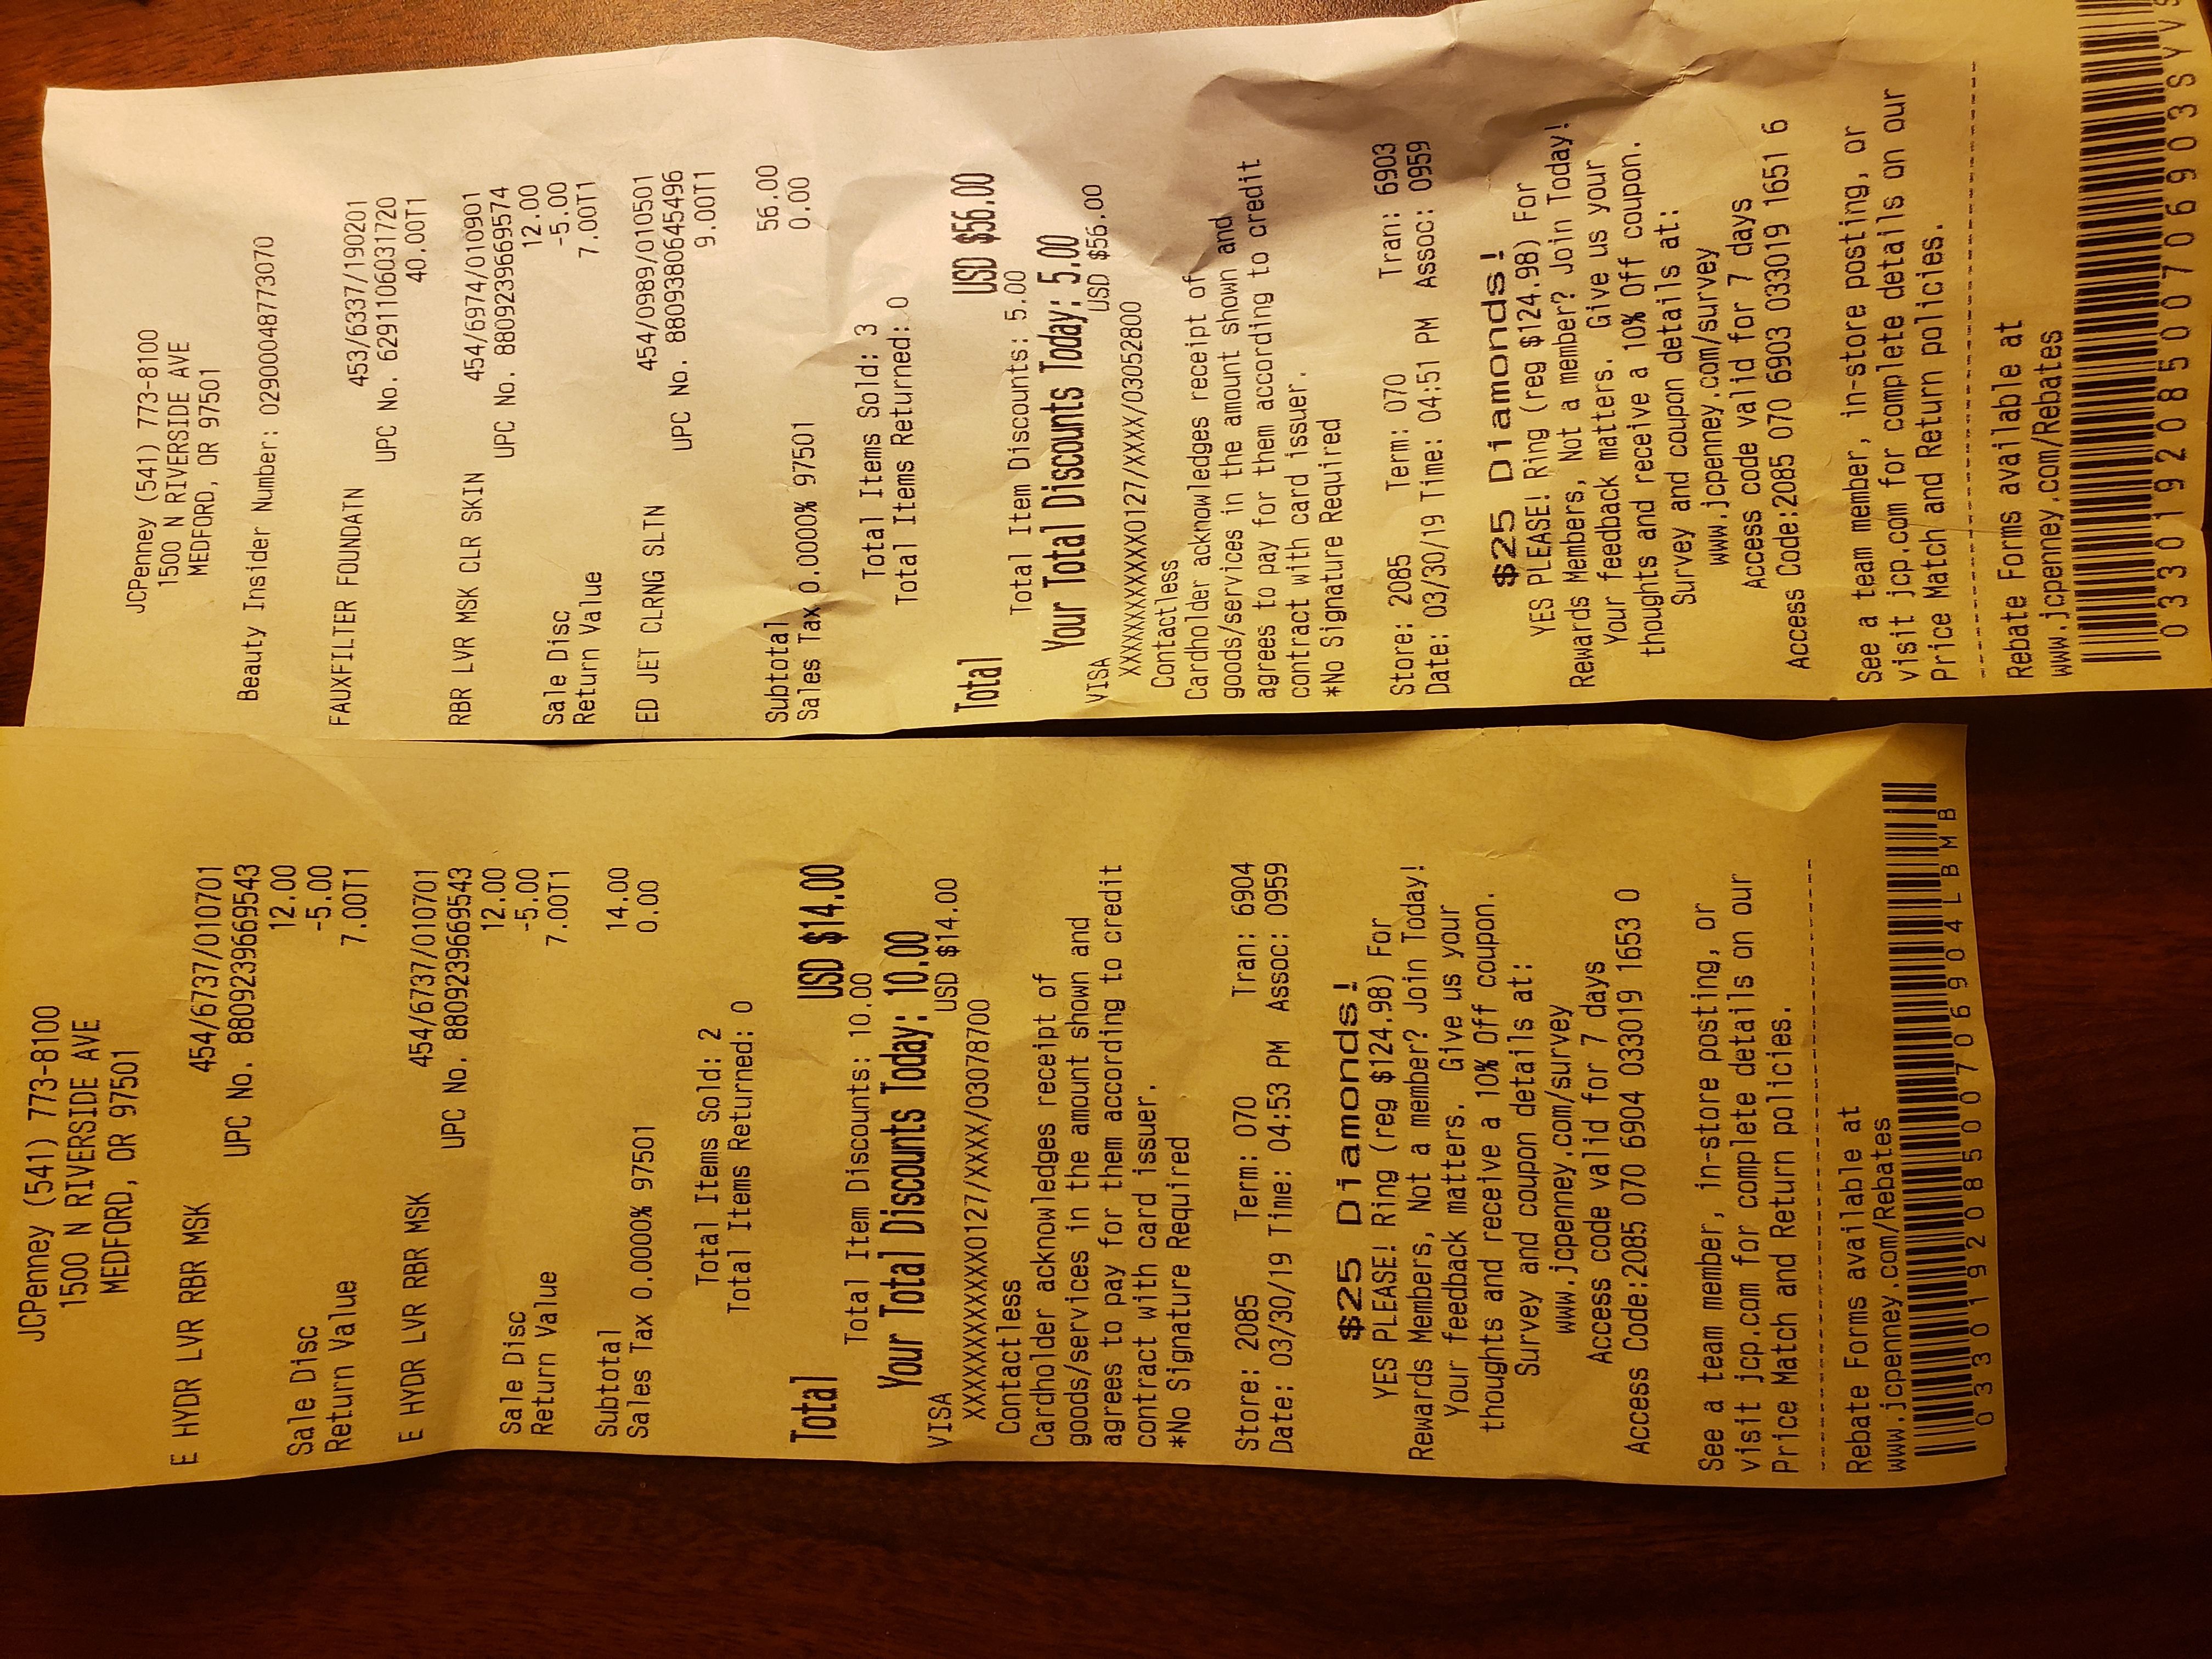 JCPenney (541) 773-8100
1500 N RIVERSIDE AVE
MEDFORD, OR 97501
E HYDR LVR RBR MSK 454/6737/010701
UPC No. 8809239669543
12.00
Sale Disc -5.00
Return Value 7.00T1
E HYDR LVR RBR MSK 454/6737/010701
UPC No. 8809239669543
12.00
Sale Disc -5.00
Return Value 7.00T1
Subtotal 14.00
Sales Tax 0.0000% 97501 0.00
Total Items Sold: 2
Total Items Returned: 0
Total USD $14.00
Total Item Discounts: 10.00
Your Total Discounts Today: 10.00
VISA USD $14.00
XXXXXXXXXXXX0127/XXXX/03078700
Contactless
Cardholder acknowledges receipt of
goods/services in the amount shown and
agrees to pay for them according to credit
contract with card issuer.
*No Signature Required
Store: 2085 Term: 070 Tran: 6904
Date: 03/30/19 Time: 04:53 PM Assoc: 0959
$25 Diamonds!
YES PLEASE! Ring (reg $124.98) For
Rewards Members, Not a member? Join Today!
Your feedback matters. Give us your
thoughts and receive a 10% Off coupon.
Survey and coupon details at:
www.jcpenney.com/survey
Access code valid for 7 days
Access Code:2085 070 6904 033019 1653 0
See a team member, in-store posting, or
visit jcp.com for complete details on our
Price Match and Return policies.
Rebate Forms available at
www.jcpenney.com/Rebates
0330192085007069 04LBMB
JCPenney (541) 773-8100
1500 N RIVERSIDE AVE
MEDFORD, OR 97501
Beauty Insider Number: 0290004877 3070
FAUXFILTER FOUNDATN 453/6337/190201
UPC No. 6291106031720
40.00T1
RBR LVR MSK CLR SKIN 454/6974/010901
UPC No. 8809239669574
12.00
Sale Disc -5.00
Return Value 7.00T1
ED JET CLRNG SLTN 454/0989/010501
UPC No. 8809380645496
9.00T1
Subtotal 56.00
Sales Tax 0.0000% 97501 0.00
Total Items Sold: 3
Total Items Returned: 0
Total USD $56.00
Total Item Discounts: 5.00
Your Total Discounts Today: 5.00
VISA USD $56.00
XXXXXXXXXXXX0127/XXXX/03052800
Contactless
Cardholder acknowledges receipt of
goods/services in the amount shown and
agrees to pay for them according to credit
contract with card issuer.
*No Signature Required
Store: 2085 Term: 070 Tran: 6903
Date: 03/30/19 Time: 04:51 PM Assoc: 0959
$25 Diamonds!
YES PLEASE! Ring (reg $124.98) For
Rewards Members, Not a member? Join Today!
Your feedback matters. Give us your
thoughts and receive a 10% Off coupon.
Survey and coupon details at:
www.jcpenney.com/survey
Access code valid for 7 days
Access Code:2085 070 6903 033019 1651 6
See a team member, in-store posting, or
visit jcp.com for complete details on our
Price Match and Return policies.
Rebate Forms available at
www.jcpenney.com/Rebates
033019208500706903SYV